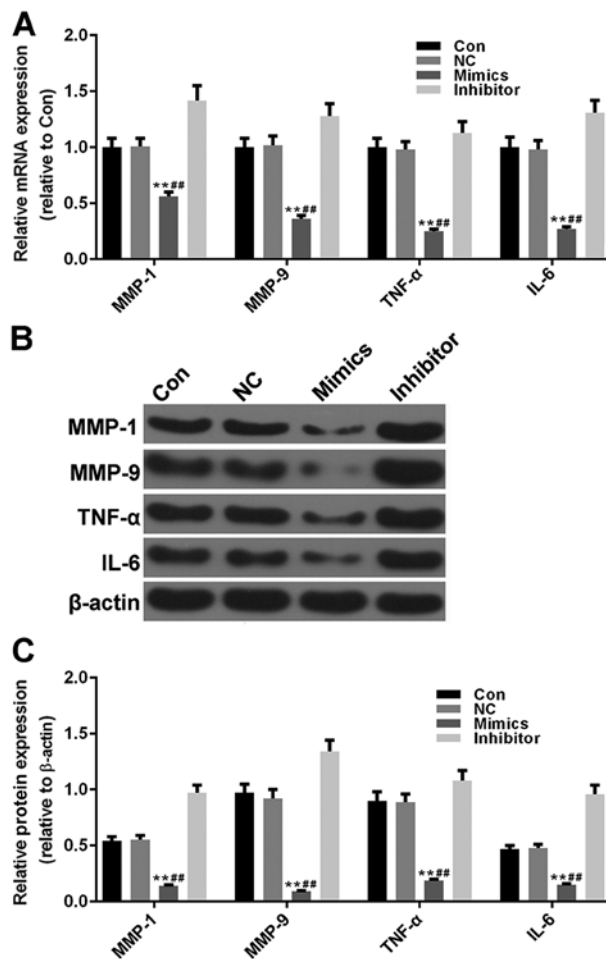 A
Relative mRNA expression
(relative to Con)
2.0
1.5
1.0
0.5
0.0
Con
NC
Mimics
Inhibitor
**##
**##
**##
**##
MMP-1
MMP-9
TNF-α
IL-6
B
Con
NC
Mimics
Inhibitor
MMP-1
MMP-9
TNF-α
IL-6
β-actin
C
Relative protein expression
(relative to β-actin)
2.0
1.5
1.0
0.5
0.0
Con
NC
Mimics
Inhibitor
**##
**##
**##
**##
MMP-1
MMP-9
TNF-α
IL-6